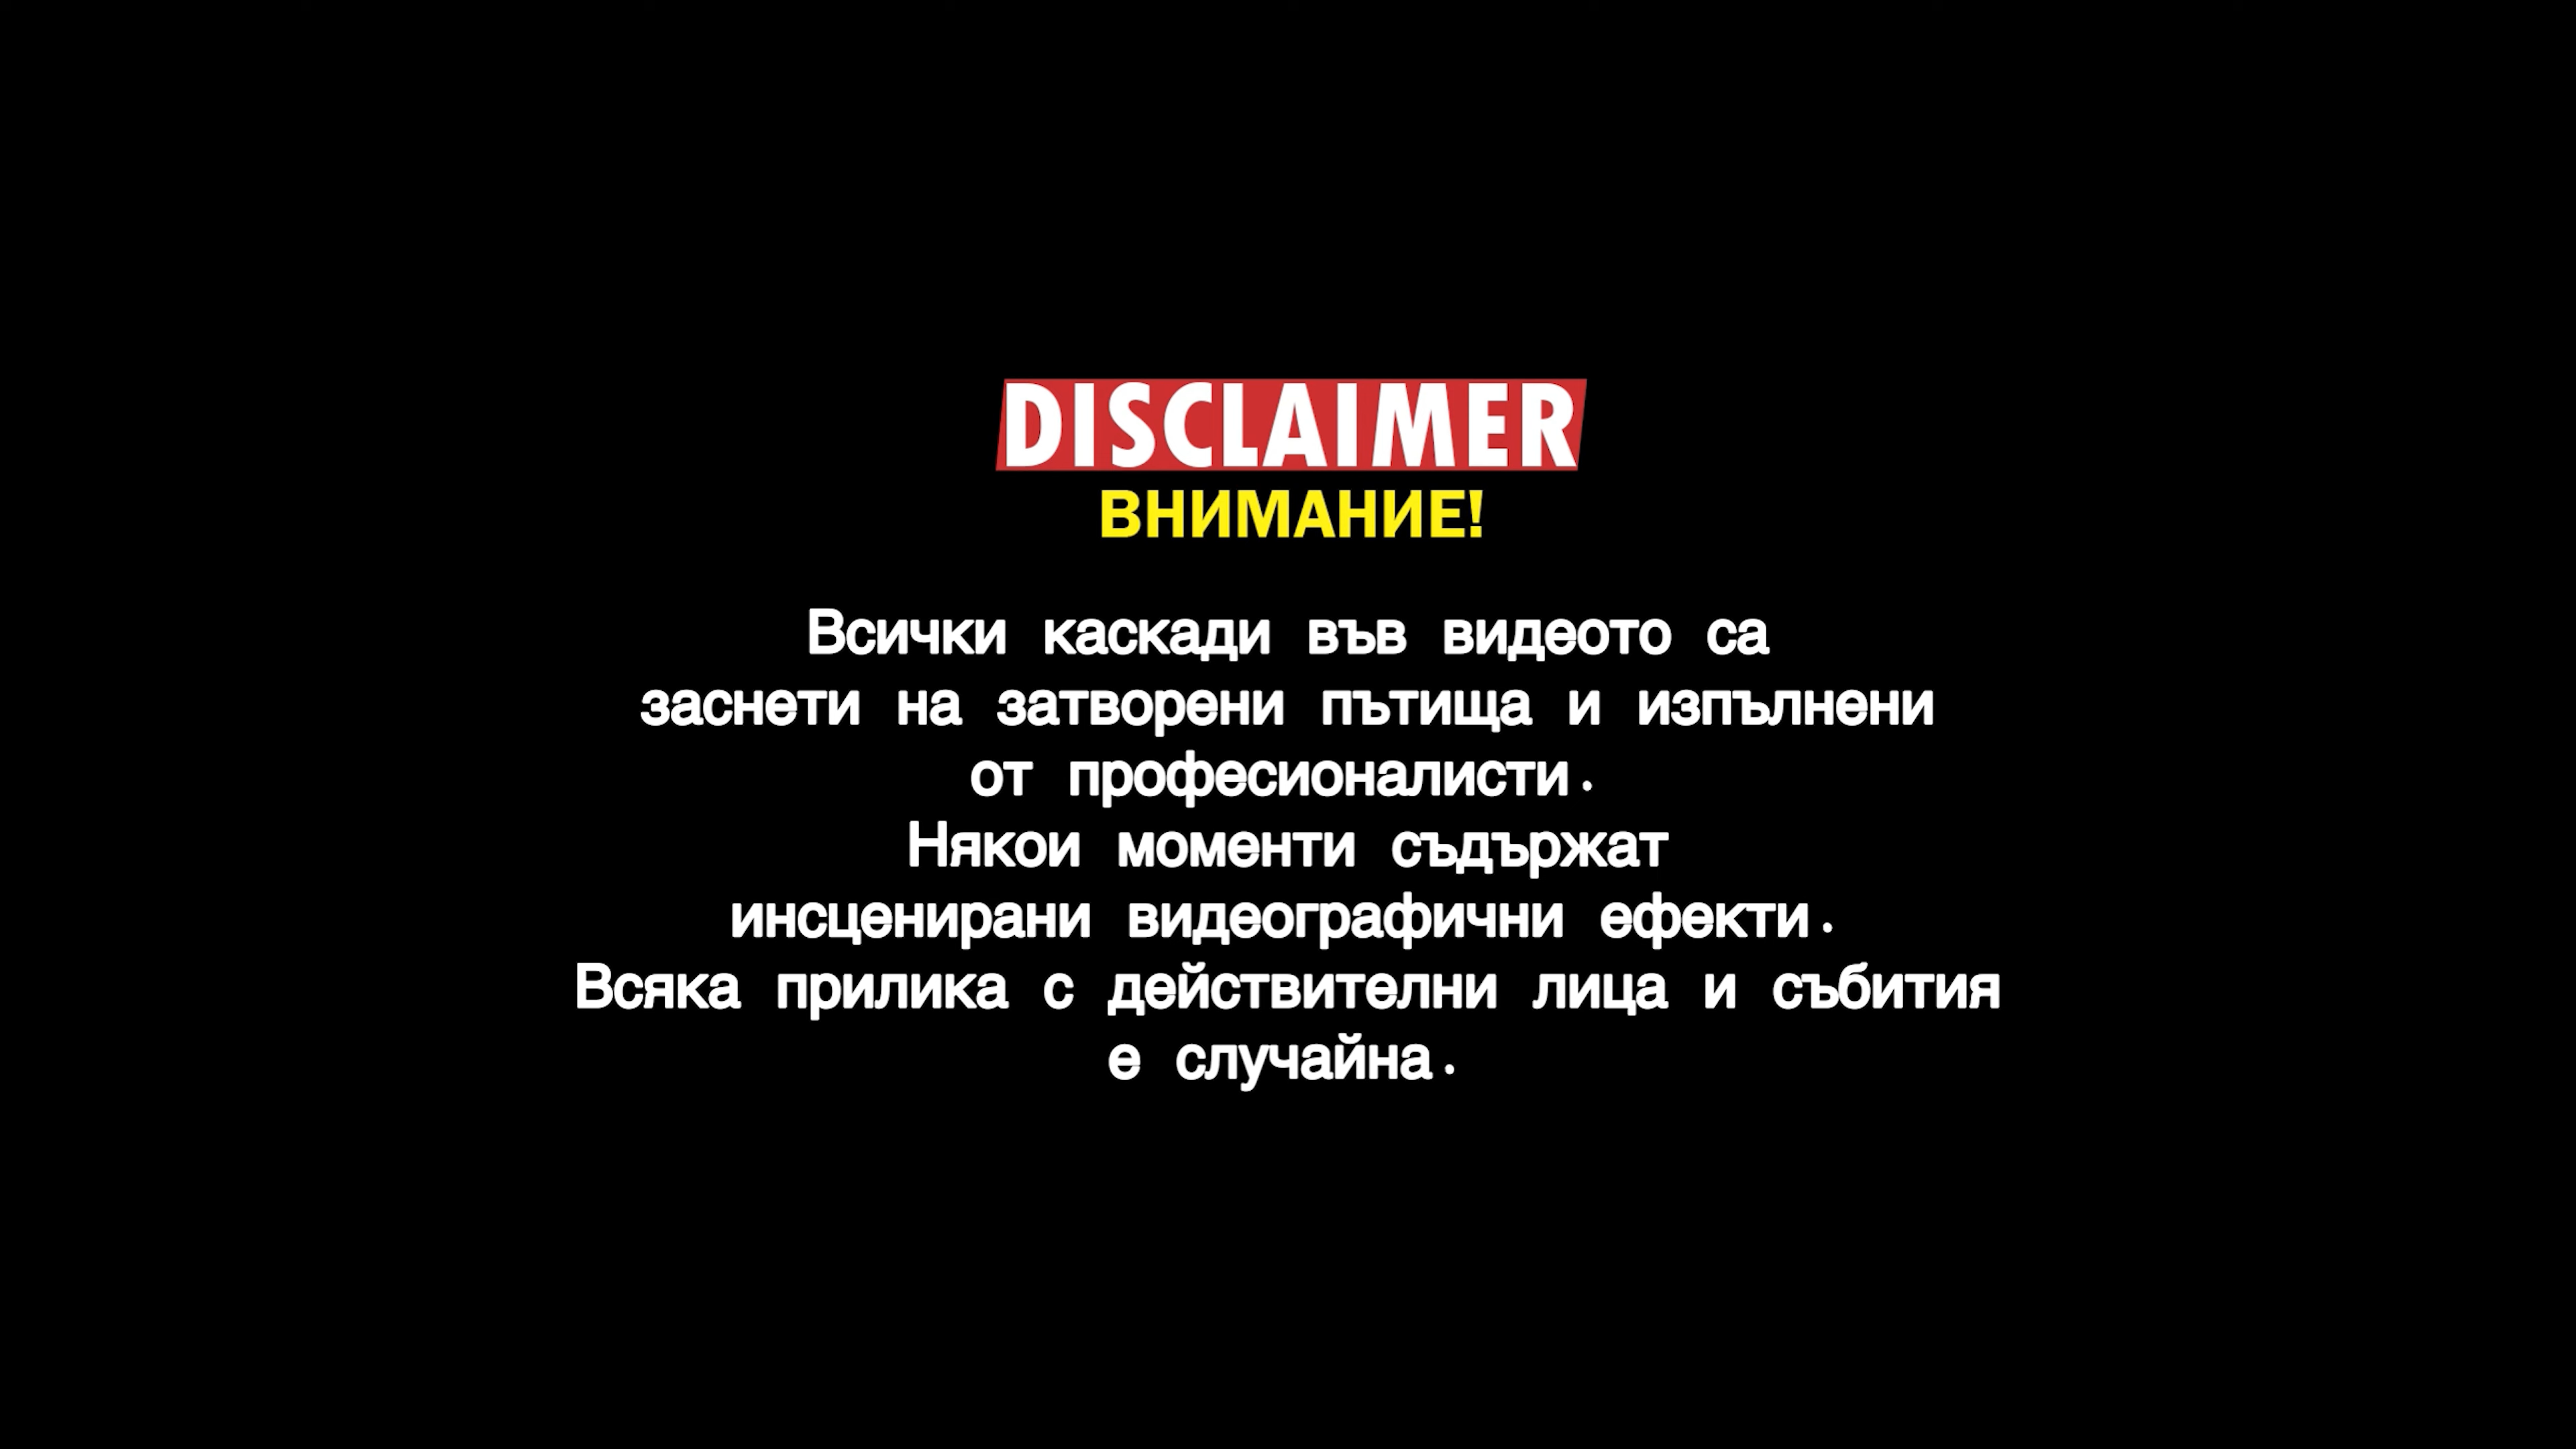 DISCLAIMER
ВНИМАНИЕ!
Всички каскади във видеото са
заснети на затворени пътища и изпълнени
от професионалисти.
Някои моменти съдържат
инсценирани видеографични ефекти.
Всяка прилика с действителни лица и събития
е случайна.